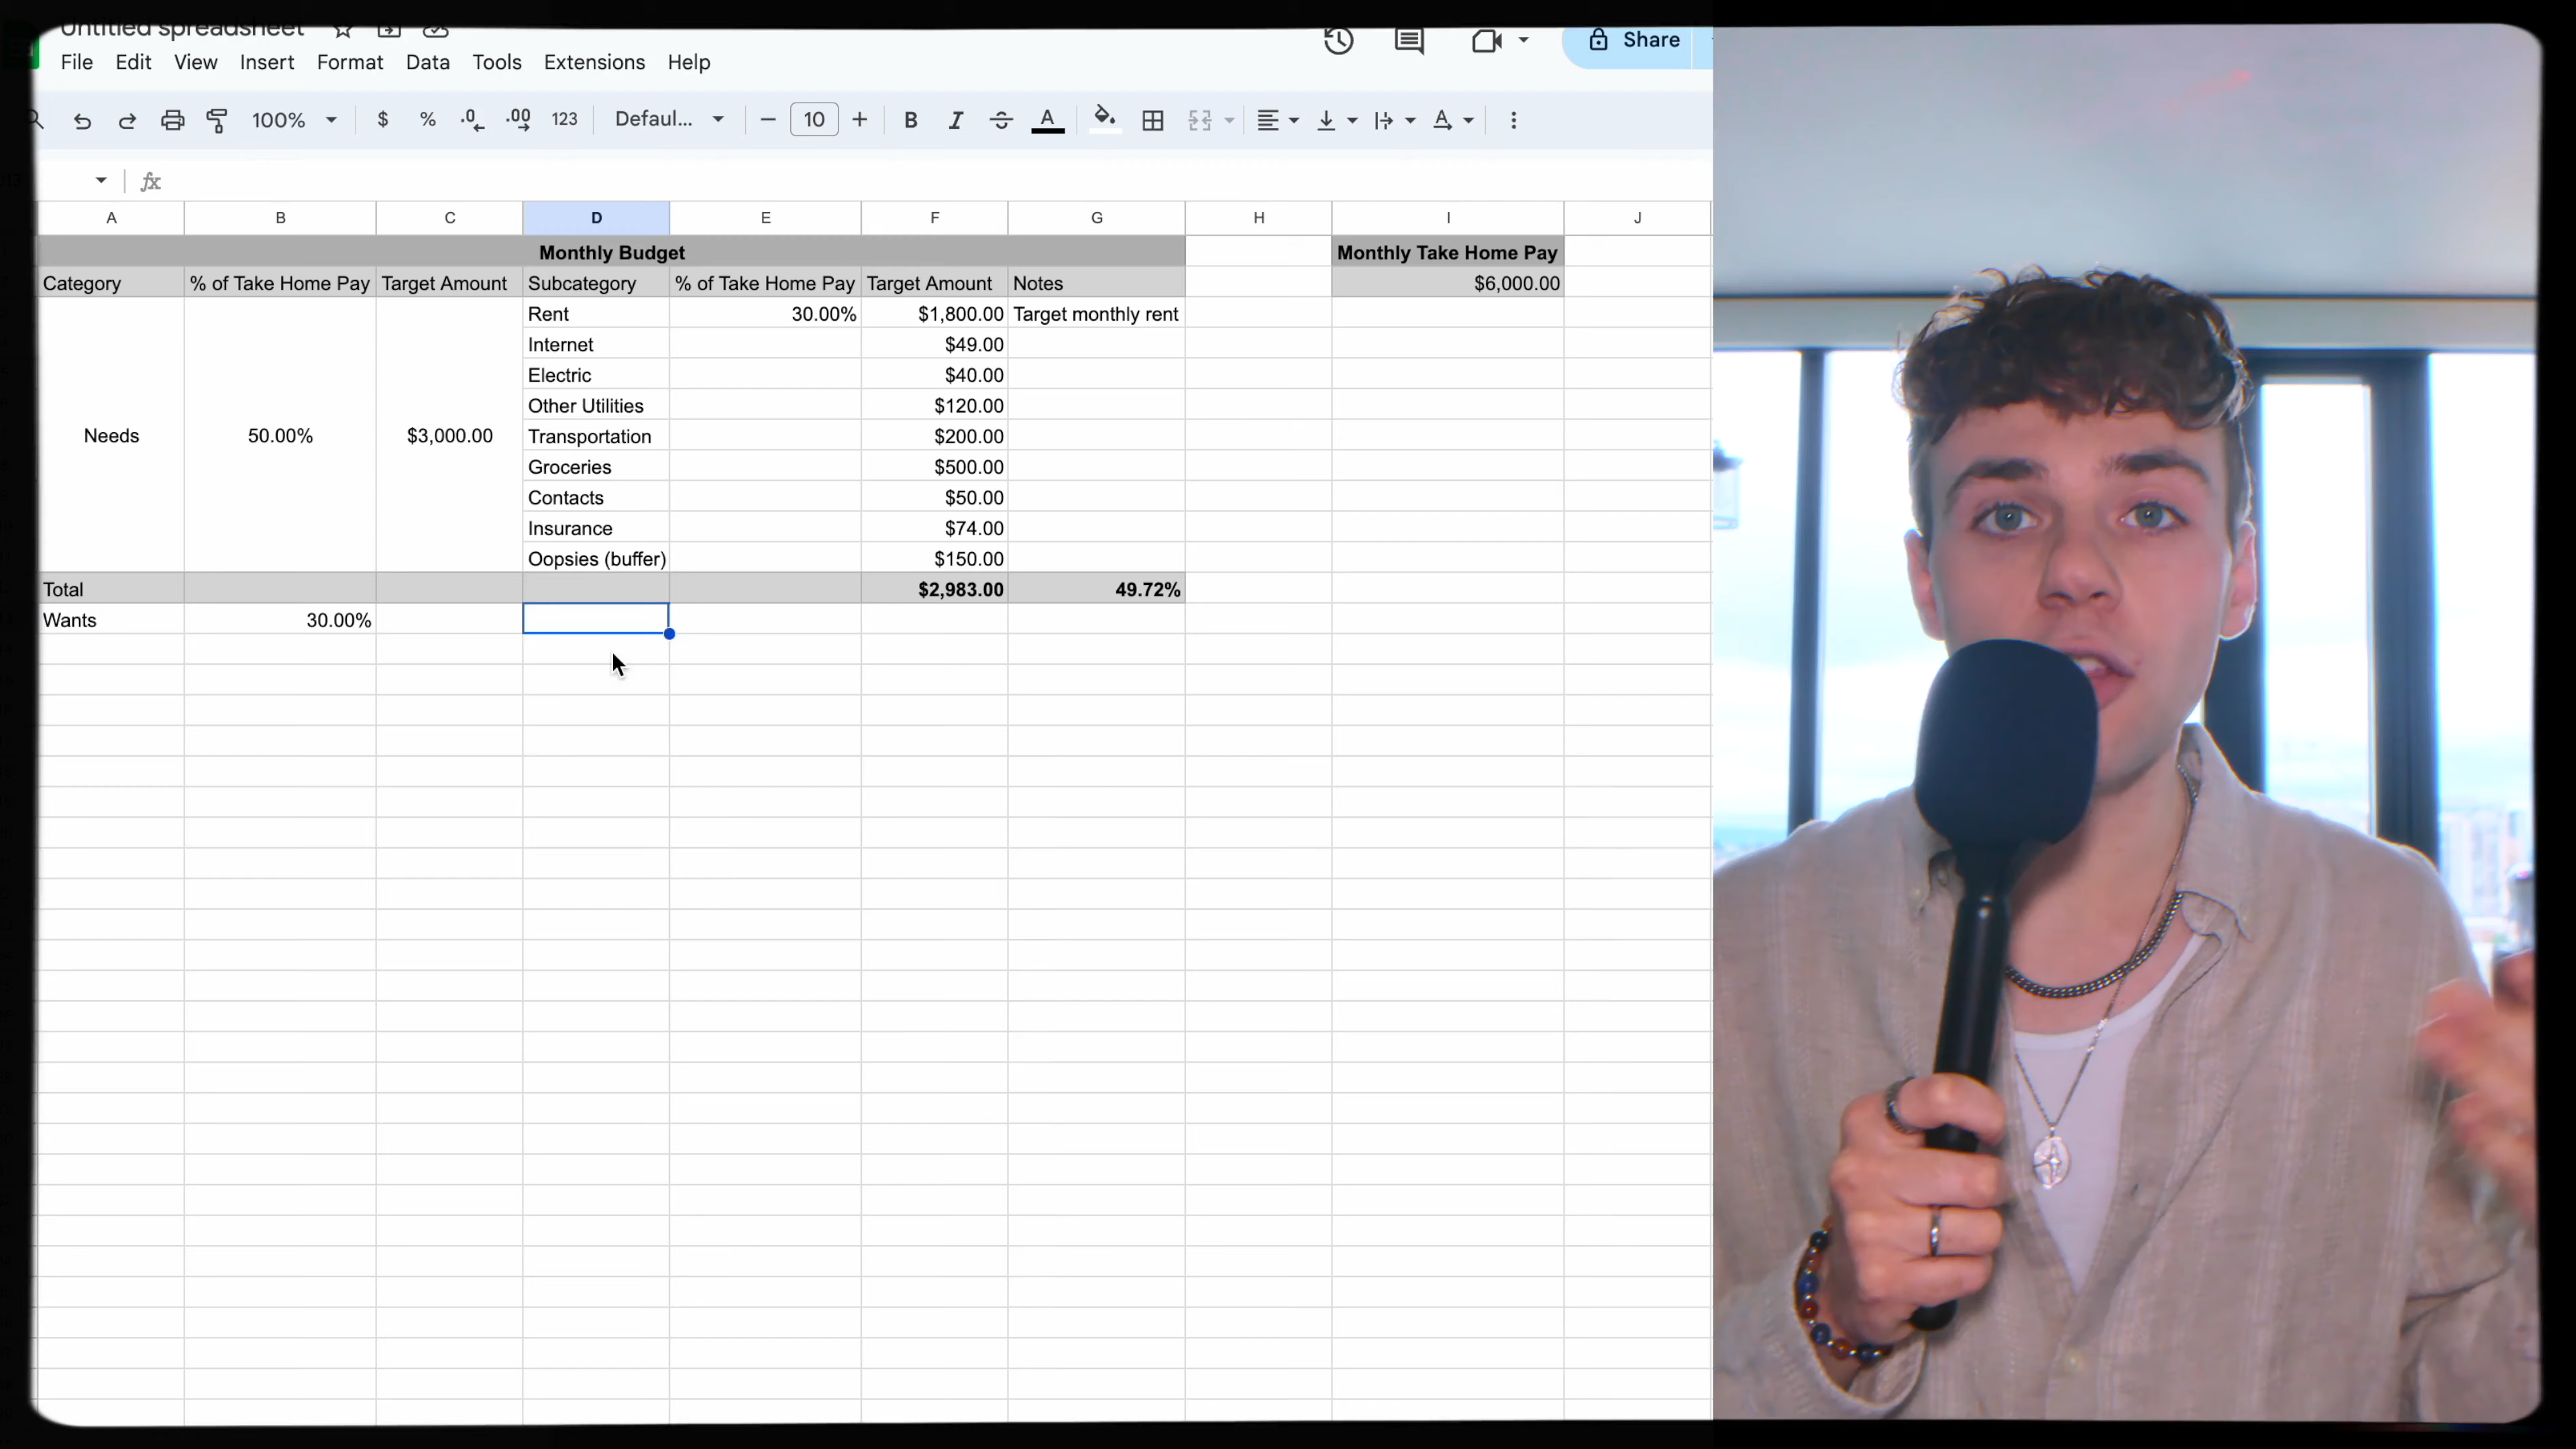 Untitled spreadsheet
File Edit View Insert Format Data Tools Extensions Help
Share
100% $ % .0 .00 123 Defaul... 10 B I A
fx
A B C D E F G H I J
Monthly Budget Monthly Take Home Pay
Category % of Take Home Pay Target Amount Subcategory % of Take Home Pay Target Amount Notes $6,000.00
Rent 30.00% $1,800.00 Target monthly rent
Internet $49.00
Electric $40.00
Other Utilities $120.00
Needs 50.00% $3,000.00 Transportation $200.00
Groceries $500.00
Contacts $50.00
Insurance $74.00
Oopsies (buffer) $150.00
Total $2,983.00 49.72%
Wants 30.00%